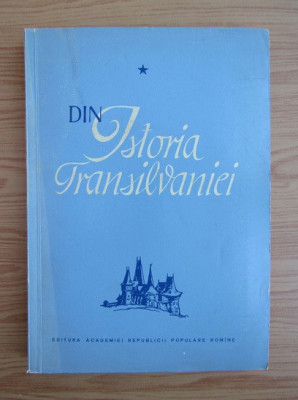 DIN Istoria
Transilvaniei
EDITURA ACADEMIEI REPUBLICII POPULARE ROMÎNE